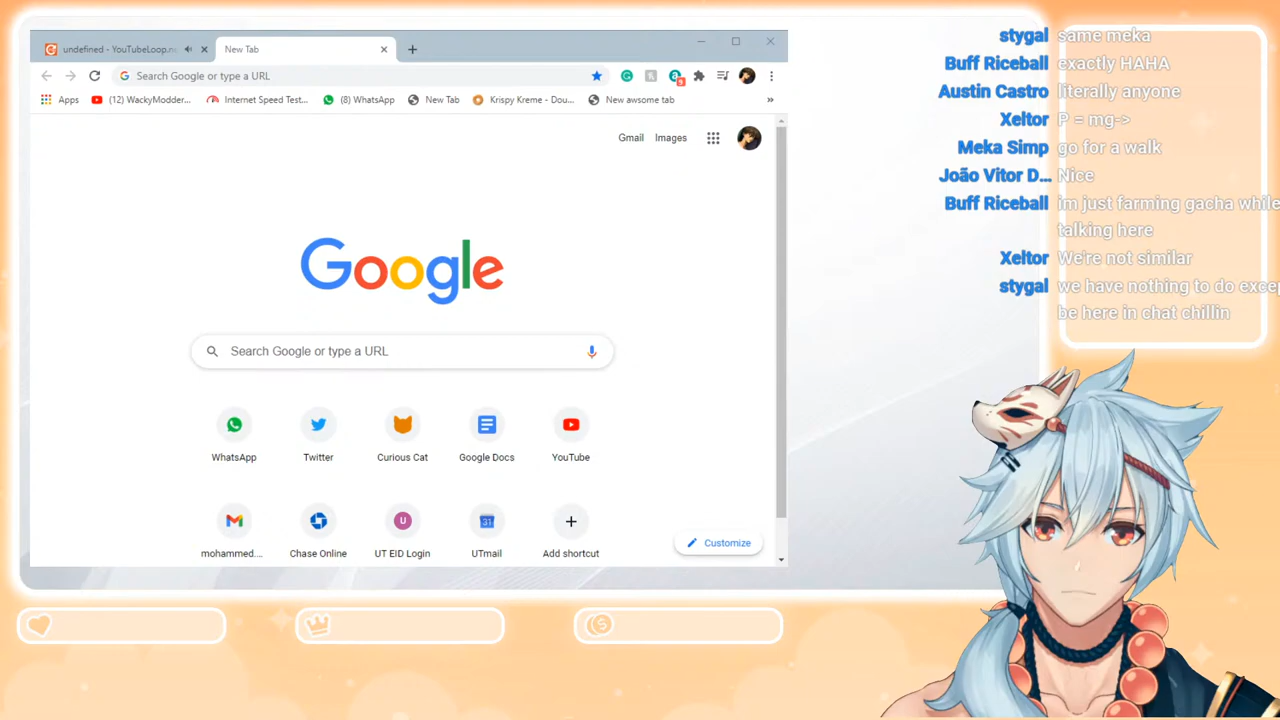 undefined - YouTubeLoop.n
New Tab
Search Google or type a URL
Apps
(12) WackyModder...
Internet Speed Test...
(8) WhatsApp
New Tab
Krispy Kreme - Dou...
New awsome tab
»
Gmail
Images
Google
Search Google or type a URL
WhatsApp
Twitter
Curious Cat
Google Docs
YouTube
mohammed....
Chase Online
U
UT EID Login
31
UTmail
Add shortcut
Customize
stygal same meka
Buff Riceball exactly HAHA
Austin Castro literally anyone
Xeltor P = mg->
Meka Simp go for a walk
João Vitor D... Nice
Buff Riceball im just farming gacha while
talking here
Xeltor We're not similar
stygal we have nothing to do excep
be here in chat chillin